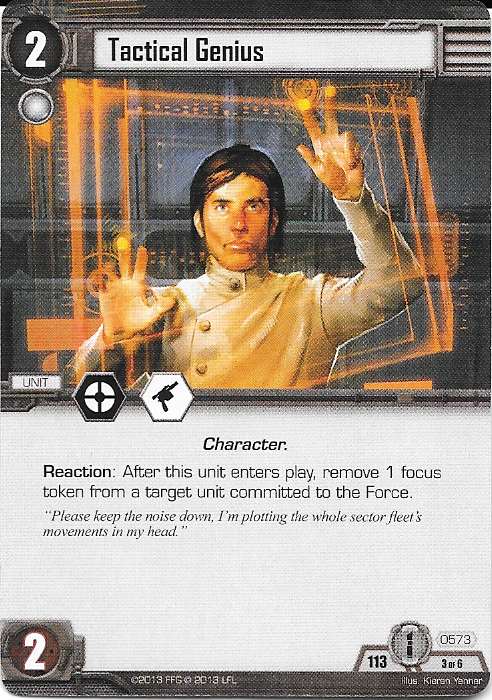 2
Tactical Genius
UNIT
Character.
Reaction: After this unit enters play, remove 1 focus
token from a target unit committed to the Force.
“Please keep the noise down, I’m plotting the whole sector fleet’s
movements in my head.”
2
113
0573
3 OF 6
©2013 FFG © 2013 LFL
Illus. Kieran Yanner